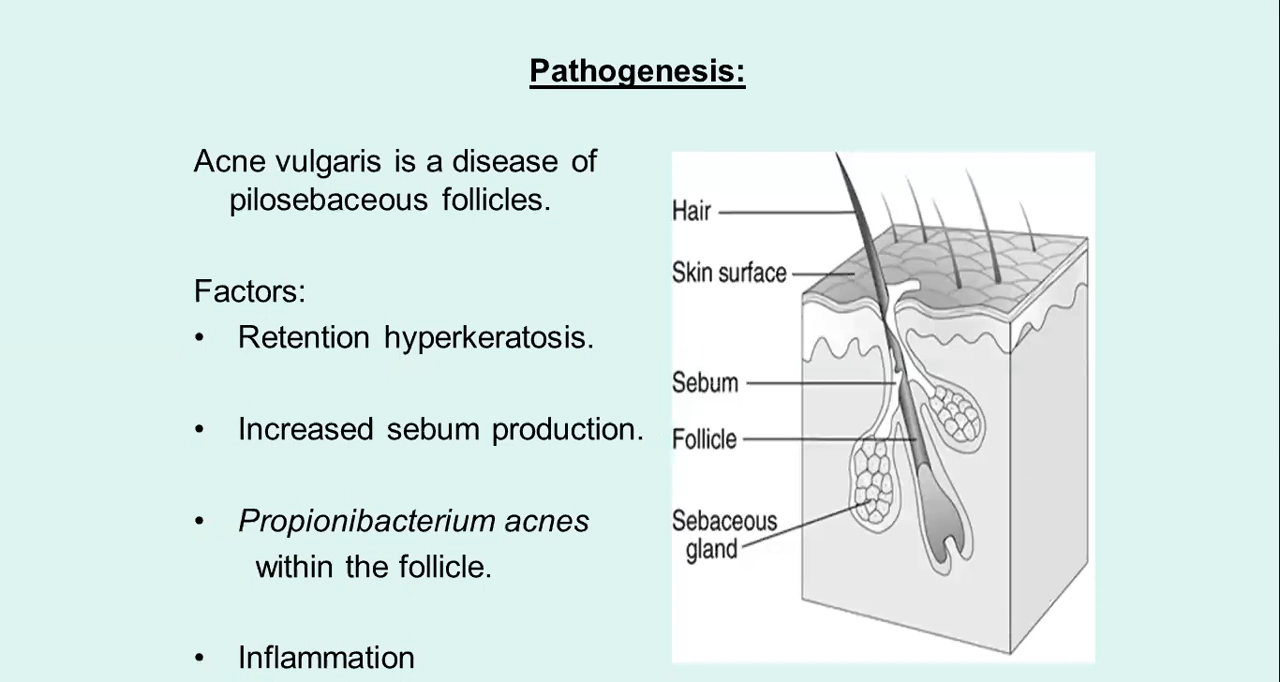 Pathogenesis:
Acne vulgaris is a disease of
pilosebaceous follicles.
Factors:
• Retention hyperkeratosis.
• Increased sebum production.
• Propionibacterium acnes
within the follicle.
• Inflammation
Hair
Skin surface
Sebum
Follicle
Sebaceous
gland